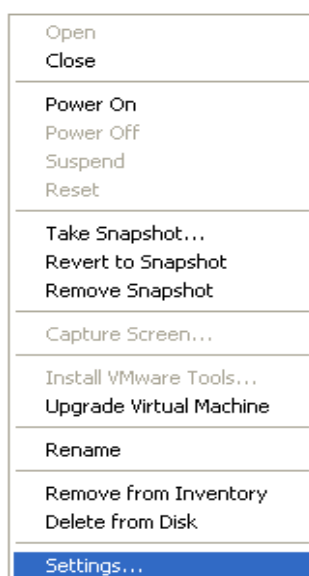 Open
Close
Power On
Power Off
Suspend
Reset
Take Snapshot...
Revert to Snapshot
Remove Snapshot
Capture Screen...
Install VMware Tools...
Upgrade Virtual Machine
Rename
Remove from Inventory
Delete from Disk
Settings...